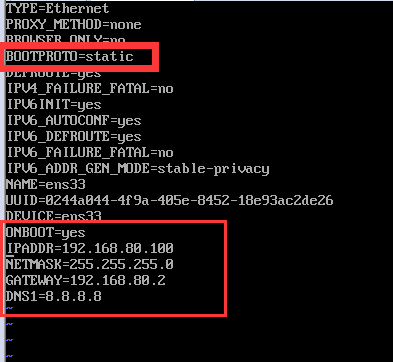 TYPE=Ethernet
PROXY_METHOD=none
BROWSER_ONLY=no
BOOTPROTO=static
DEFROUTE=yes
IPV4_FAILURE_FATAL=no
IPV6INIT=yes
IPV6_AUTOCONF=yes
IPV6_DEFROUTE=yes
IPV6_FAILURE_FATAL=no
IPV6_ADDR_GEN_MODE=stable-privacy
NAME=ens33
UUID=0244a044-4f9a-405e-8452-18e93ac2de26
DEVICE=ens33
ONBOOT=yes
IPADDR=192.168.80.100
NETMASK=255.255.255.0
GATEWAY=192.168.80.2
DNS1=8.8.8.8
~
~
~
~